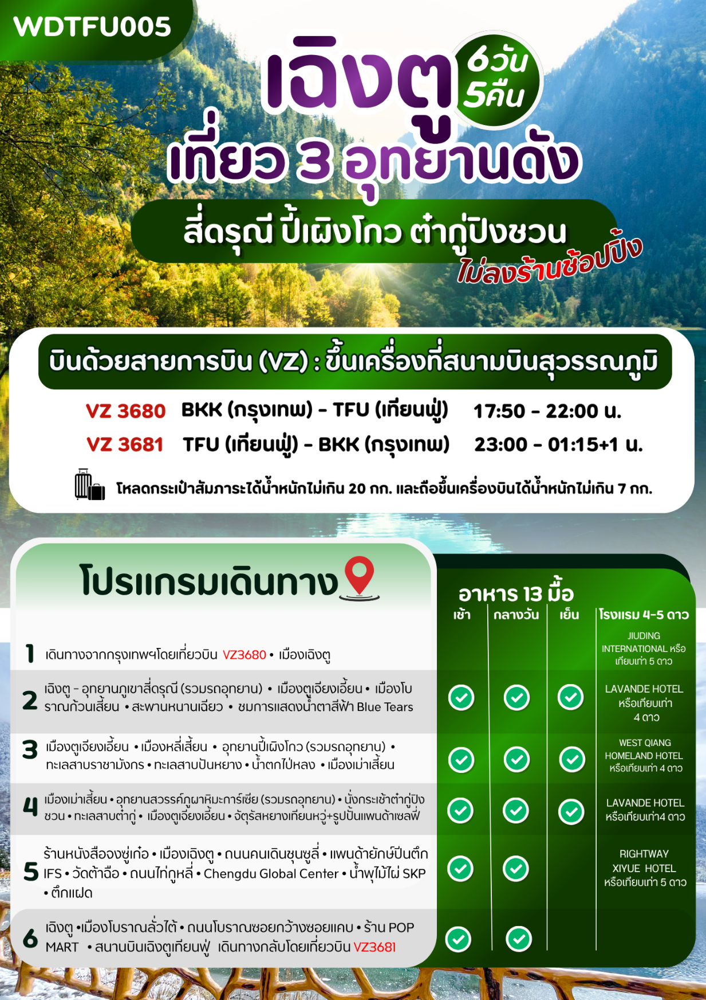 WDTFU005
เฉิงตู
6วัน
5คืน
เที่ยว 3 อุทยานดัง
สี่ดรุณี ปี้เผิงโกว ต๋ากู่ปิงชวน
ไม่ลงร้านช้อปปิ้ง
บินด้วยสายการบิน (VZ) : ขึ้นเครื่องที่สนามบินสุวรรณภูมิ
VZ 3680 BKK (กรุงเทพ) - TFU (เทียนฟู่) 17:50 - 22:00 น.
VZ 3681 TFU (เทียนฟู่) - BKK (กรุงเทพ) 23:00 - 01:15+1 น.
โหลดกระเป๋าสัมภาระได้น้ำหนักไม่เกิน 20 กก. และถือขึ้นเครื่องบินได้น้ำหนักไม่เกิน 7 กก.
โปรแกรมเดินทาง
อาหาร 13 มื้อ
เช้า กลางวัน เย็น โรงแรม 4-5 ดาว
1 เดินทางจากกรุงเทพฯโดยเที่ยวบิน VZ3680 • เมืองเฉิงตู
JIUDING
INTERNATIONAL หรือ
เทียบเท่า 5 ดาว
2 เฉิงตู - อุทยานภูเขาสี่ดรุณี (รวมรถอุทยาน) • เมืองตูเจียงเอี้ยน • เมืองโบ
ราณก้วนเสี้ยน • สะพานหนานเฉียว • ชมการแสดงน้ำตาสีฟ้า Blue Tears
LAVANDE HOTEL
หรือเทียบเท่า
4 ดาว
3 เมืองตูเจียงเอี้ยน • เมืองหลี่เสี้ยน • อุทยานปี้เผิงโกว (รวมรถอุทยาน) •
ทะเลสาบราชามังกร • ทะเลสาบปันหยาง • น้ำตกไป่หลง • เมืองเม่าเสี้ยน
WEST QIANG
HOMELAND HOTEL
หรือเทียบเท่า 4 ดาว
4 เมืองเม่าเสี้ยน • อุทยานสวรรค์ภูผาหิมะการ์เซีย (รวมรถอุทยาน) • นั่งกระเช้าต๋ากู่ปิง
ชวน • ทะเลสาบต๋ากู่ • เมืองตูเจียงเอี้ยน • จัตุรัสหยางเทียนหวู่+รูปปั้นแพนด้าเซลฟี่
LAVANDE HOTEL
หรือเทียบเท่า4 ดาว
5 ร้านหนังสือจงซู่เก๋อ • เมืองเฉิงตู • ถนนคนเดินชุนซูลี่ • แพนด้ายักษ์ปีนตึก
IFS • วัดต้าฉือ • ถนนไท่กูหลี่ • Chengdu Global Center • น้ำพุไม้ไผ่ SKP
• ตึกแฝด
RIGHTWAY
XIYUE HOTEL
หรือเทียบเท่า 5 ดาว
6 เฉิงตู •เมืองโบราณลั่วไต้ • ถนนโบราณซอยกว้างซอยแคบ • ร้าน POP
MART • สนามบินเฉิงตูเทียนฟู่ เดินทางกลับโดยเที่ยวบิน VZ3681